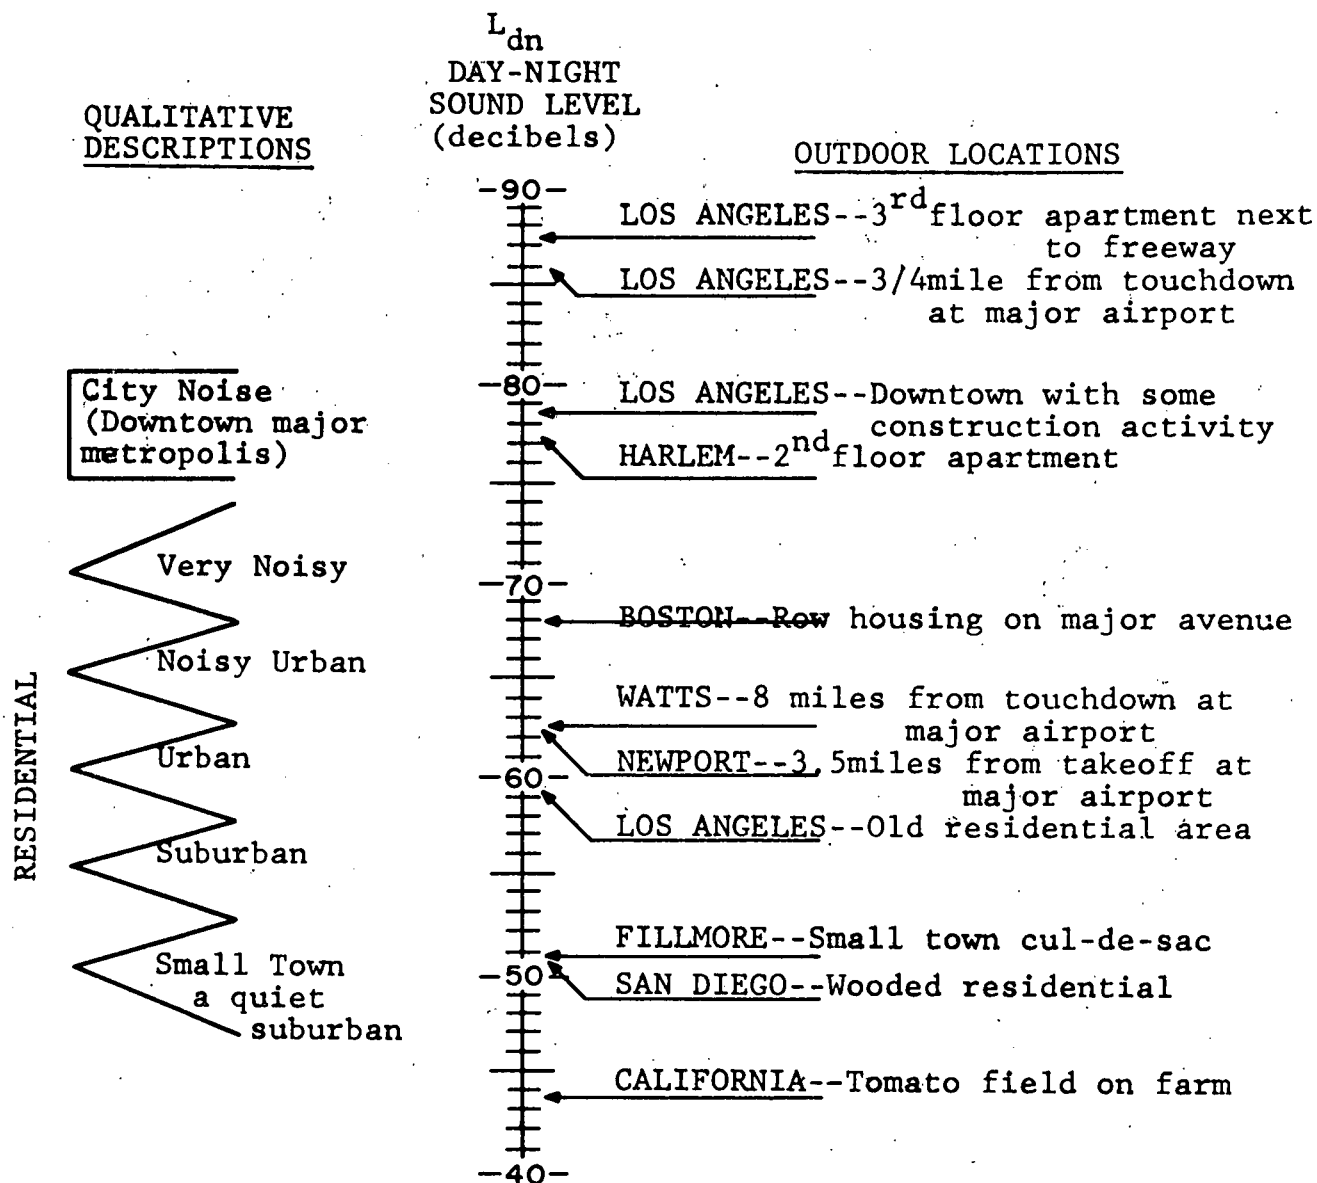 L dn
DAY-NIGHT
SOUND LEVEL
(decibels)
QUALITATIVE
DESCRIPTIONS
OUTDOOR LOCATIONS
-90-
LOS ANGELES--3rd floor apartment next
to freeway
LOS ANGELES--3/4mile from touchdown
at major airport
City Noise
(Downtown major
metropolis)
-80-
LOS ANGELES--Downtown with some
construction activity
HARLEM--2nd floor apartment
Very Noisy
-70-
BOSTON--Row housing on major avenue
Noisy Urban
RESIDENTIAL
WATTS--8 miles from touchdown at
major airport
Urban
-60-
NEWPORT--3.5miles from takeoff at
major airport
LOS ANGELES--Old residential area
Suburban
FILLMORE--Small town cul-de-sac
Small Town
a quiet
suburban
-50-
SAN DIEGO--Wooded residential
CALIFORNIA--Tomato field on farm
-40-